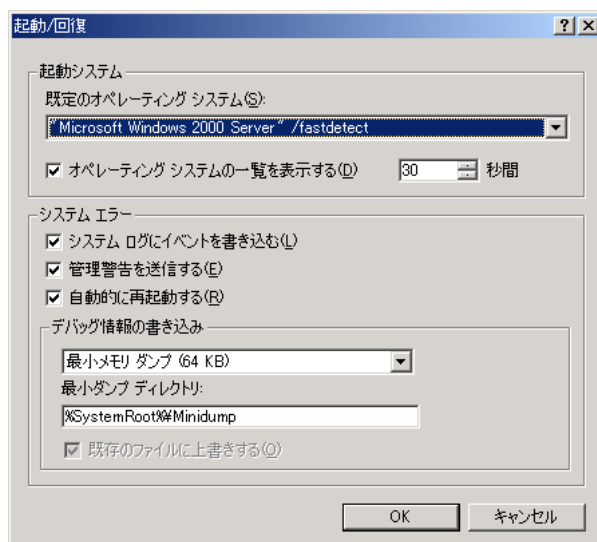 起動/回復
起動システム
既定のオペレーティング システム(S):
"Microsoft Windows 2000 Server" /fastdetect
オペレーティング システムの一覧を表示する(D) 30 秒間
システム エラー
システム ログにイベントを書き込む(L)
管理警告を送信する(E)
自動的に再起動する(R)
デバッグ情報の書き込み
最小メモリ ダンプ (64 KB)
最小ダンプ ディレクトリ:
%SystemRoot%¥Minidump
既存のファイルに上書きする(O)
OK キャンセル